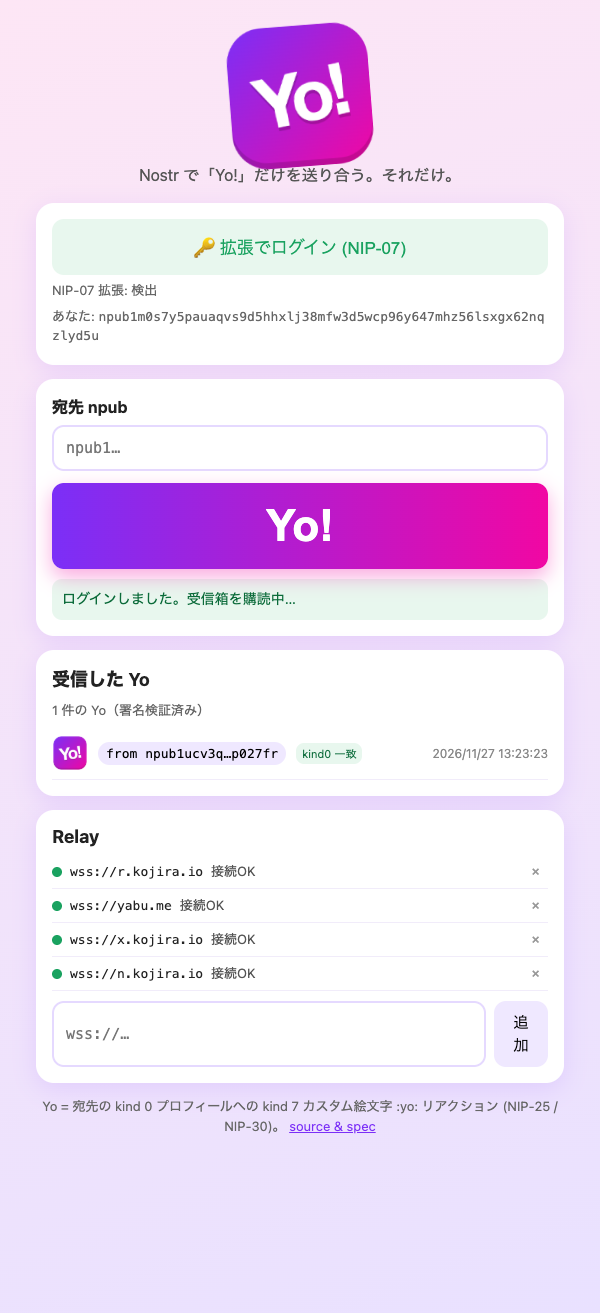 Yo!
Nostr で「Yo!」だけを送り合う。それだけ。
🔑 拡張でログイン (NIP-07)
NIP-07 拡張: 検出
あなた: npub1m0s7y5pauaqvs9d5hhxlj38mfw3d5wcp96y647mhz56lsxgx62nq
zlyd5u
宛先 npub
npub1…
Yo!
ログインしました。受信箱を購読中…
受信した Yo
1 件の Yo（署名検証済み）
Yo! from npub1ucv3q…p027fr kind0 一致 2026/11/27 13:23:23
Relay
wss://r.kojira.io 接続OK ×
wss://yabu.me 接続OK ×
wss://x.kojira.io 接続OK ×
wss://n.kojira.io 接続OK ×
wss://…
追
加
Yo = 宛先の kind 0 プロフィールへの kind 7 カスタム絵文字 :yo: リアクション (NIP-25 /
NIP-30)。 source & spec